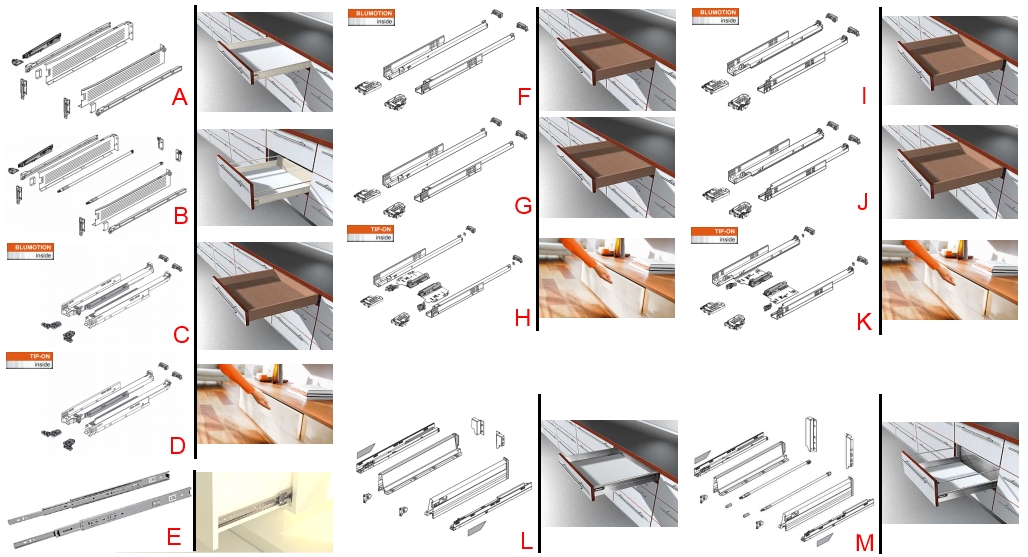 A
B
BLUMOTION
inside
C
TIP-ON
inside
D
E
BLUMOTION
inside
F
G
TIP-ON
inside
H
BLUMOTION
inside
I
J
TIP-ON
inside
K
L
M